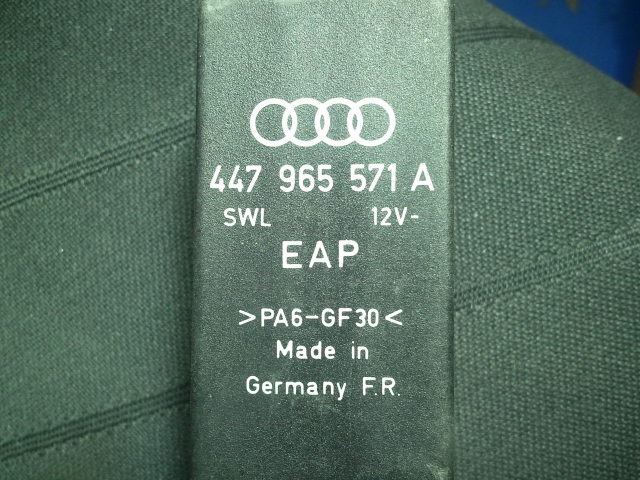 447 965 571 A
SWL 12V-
EAP
>PA6-GF30<
Made in
Germany F.R.